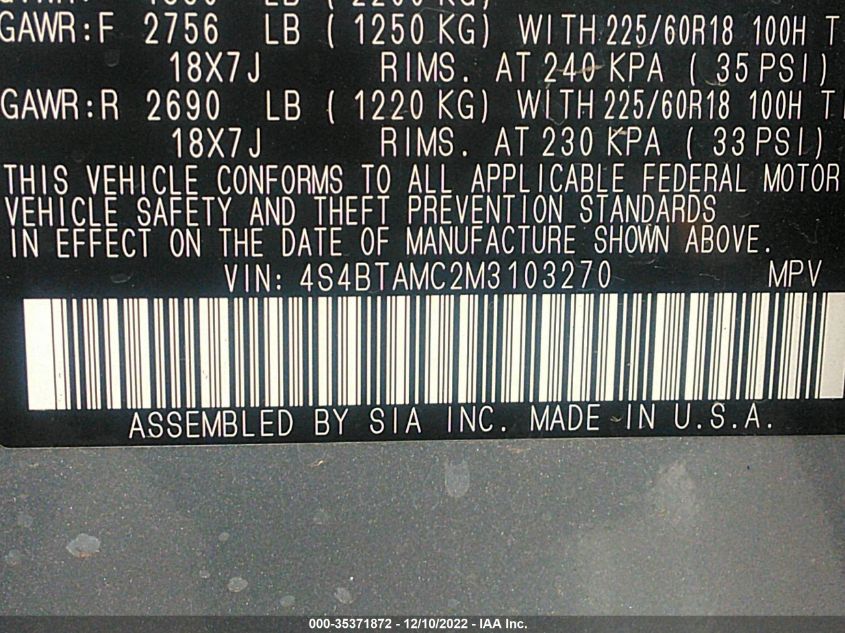 GAWR:F 2756 LB ( 1250 KG) WITH 225/60R18 100H T
18X7J RIMS. AT 240 KPA ( 35 PSI)
GAWR:R 2690 LB ( 1220 KG) WITH 225/60R18 100H TI
18X7J RIMS. AT 230 KPA ( 33 PSI)
THIS VEHICLE CONFORMS TO ALL APPLICABLE FEDERAL MOTOR
VEHICLE SAFETY AND THEFT PREVENTION STANDARDS
IN EFFECT ON THE DATE OF MANUFACTURE SHOWN ABOVE.
VIN: 4S4BTAMC2M3103270 MPV
ASSEMBLED BY SIA INC. MADE IN U.S.A.
000-35371872 - 12/10/2022 - IAA Inc.